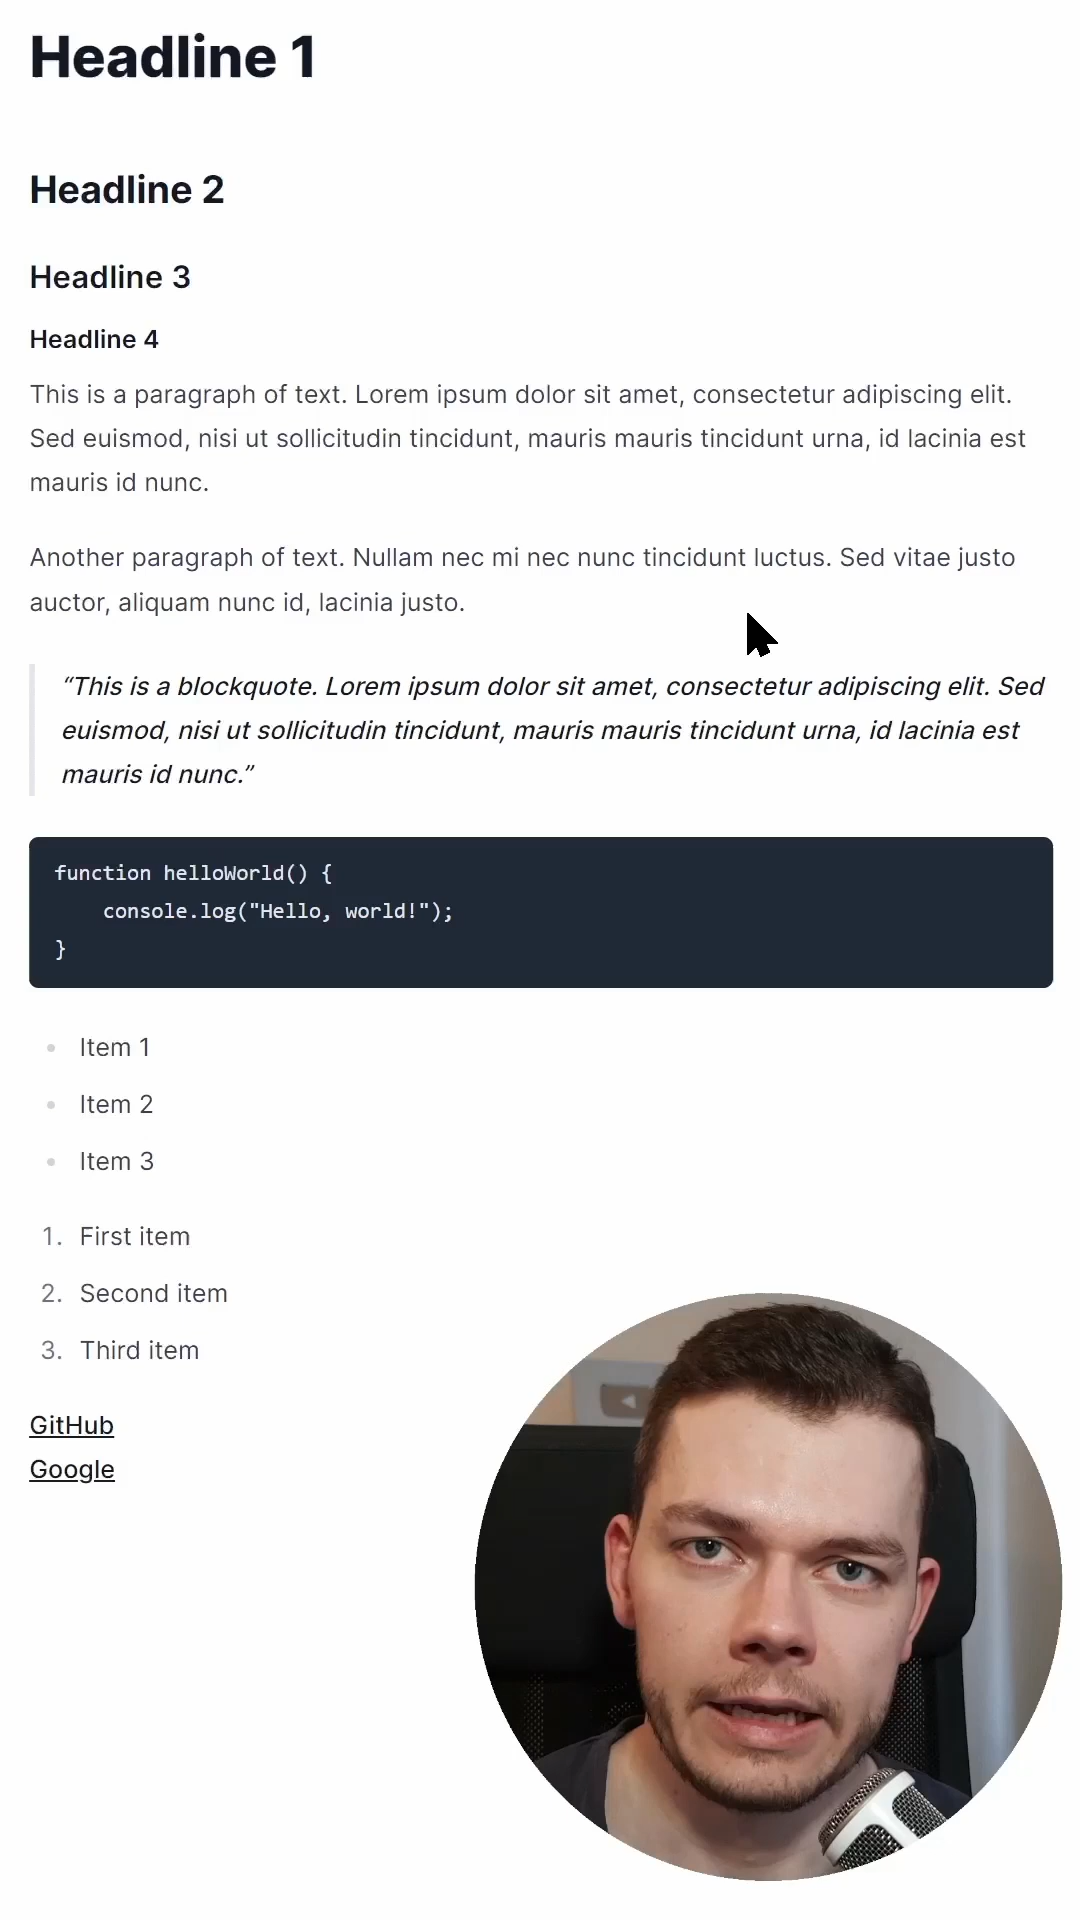 Headline 1
Headline 2
Headline 3
Headline 4
This is a paragraph of text. Lorem ipsum dolor sit amet, consectetur adipiscing elit.
Sed euismod, nisi ut sollicitudin tincidunt, mauris mauris tincidunt urna, id lacinia est
mauris id nunc.
Another paragraph of text. Nullam nec mi nec nunc tincidunt luctus. Sed vitae justo
auctor, aliquam nunc id, lacinia justo.
“This is a blockquote. Lorem ipsum dolor sit amet, consectetur adipiscing elit. Sed
euismod, nisi ut sollicitudin tincidunt, mauris mauris tincidunt urna, id lacinia est
mauris id nunc.”
function helloWorld() {
    console.log("Hello, world!");
}
• Item 1
• Item 2
• Item 3
1. First item
2. Second item
3. Third item
GitHub
Google